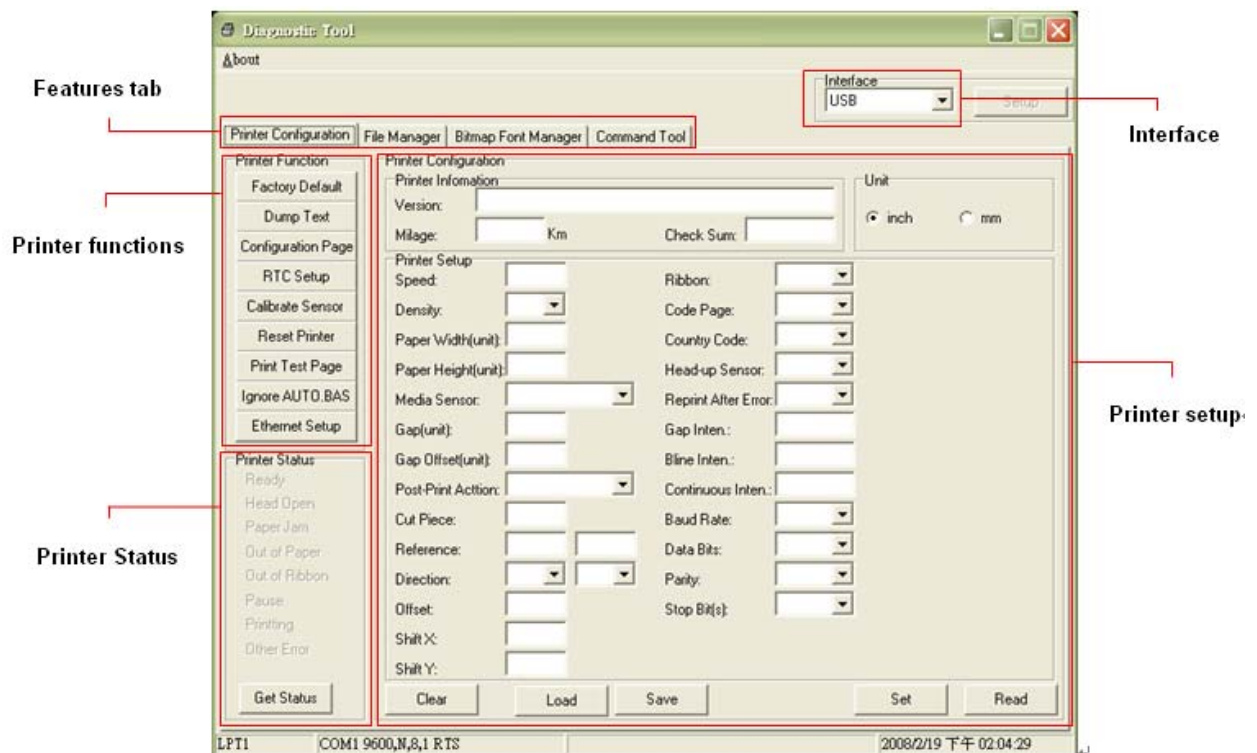 Diagnostic Tool
About
Features tab
Interface
USB
Setup
Interface
Printer Configuration File Manager Bitmap Font Manager Command Tool
Printer Function
Factory Default
Dump Text
Configuration Page
RTC Setup
Calibrate Sensor
Reset Printer
Print Test Page
Ignore AUTO.BAS
Ethernet Setup
Printer functions
Printer Status
Ready
Head Open
Paper Jam
Out of Paper
Out of Ribbon
Pause
Printting
Other Error
Get Status
Printer Status
Printer Configuration
Printer Infomation
Version:
Milage: Km Check Sum:
Unit
inch mm
Printer Setup
Speed: Ribbon:
Density: Code Page:
Paper Width(unit): Country Code:
Paper Height(unit): Head-up Sensor:
Media Sensor: Reprint After Error:
Gap(unit): Gap Inten.:
Gap Offset(unit): Bline Inten.:
Post-Print Acttion: Continuous Inten.:
Cut Piece: Baud Rate:
Reference: Data Bits:
Direction: Parity:
Offset: Stop Bit(s):
Shift X:
Shift Y:
Clear Load Save Set Read
Printer setup
LPT1 COM1 9600,N,8,1 RTS 2008/2/19 下午 02:04:29